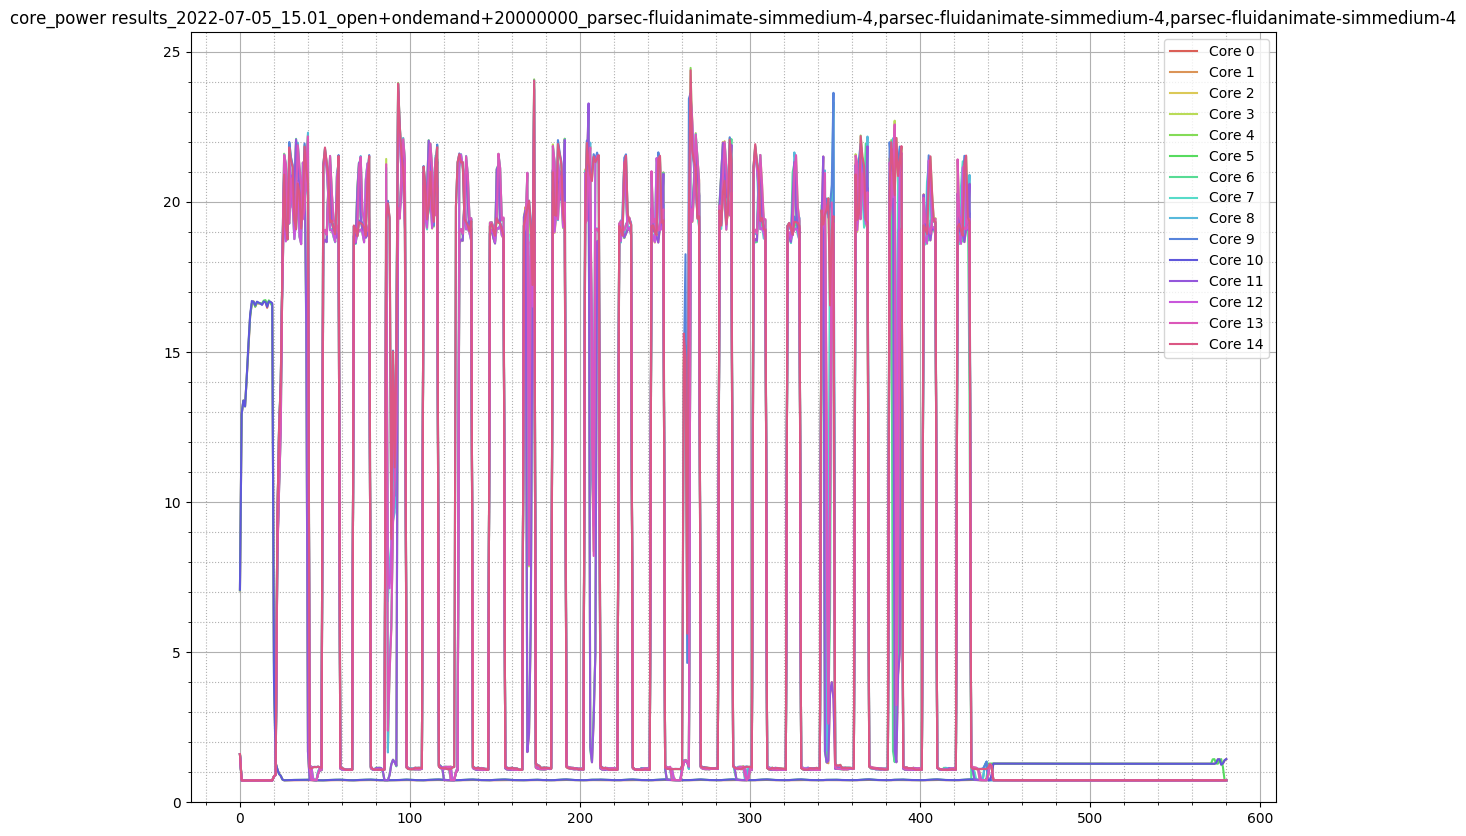 core_power results_2022-07-05_15.01_open+ondemand+20000000_parsec-fluidanimate-simmedium-4,parsec-fluidanimate-simmedium-4,parsec-fluidanimate-simmedium-4
25
20
15
10
5
0
0 100 200 300 400 500 600
Core 0
Core 1
Core 2
Core 3
Core 4
Core 5
Core 6
Core 7
Core 8
Core 9
Core 10
Core 11
Core 12
Core 13
Core 14